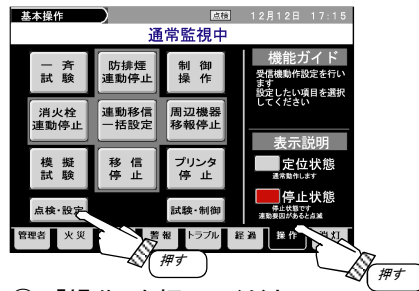 基本操作
点検
12月12日 17:15
通常監視中
一 斉
試 験
防排煙
連動停止
制 御
操 作
消火栓
連動停止
連動移信
一括設定
周辺機器
移報停止
模 擬
試 験
移 信
停 止
プリンタ
停 止
点検・設定
試験・制御
機能ガイド
受信機動作設定を行い
ます
設定したい項目を選択
してください
表示説明
定位状態
通常動作します
停止状態
停止状態です
連動要因があると点滅
管理者 火 災 警 報 トラブル 経 過 操 作 消 灯
押す
押す